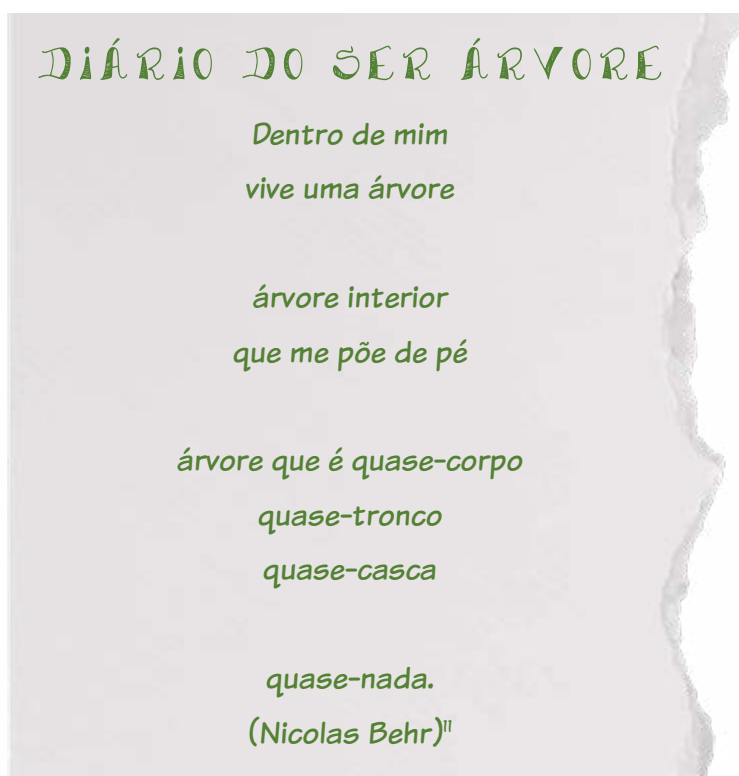 DiÁRiO DO SER ÁRVORE
Dentro de mim
vive uma árvore
árvore interior
que me põe de pé
árvore que é quase-corpo
quase-tronco
quase-casca
quase-nada.
(Nicolas Behr)¹¹